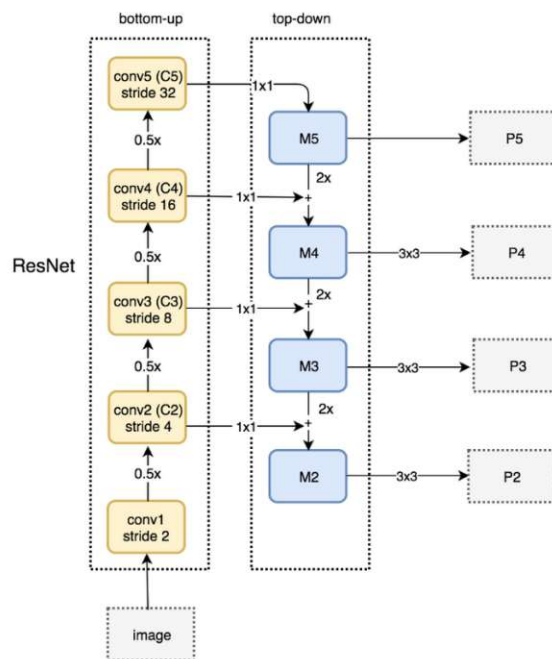 bottom-up
top-down
conv5 (C5)
stride 32
1x1
M5
P5
0.5x
2x
conv4 (C4)
stride 16
1x1
+
M4
3x3
P4
ResNet
0.5x
2x
conv3 (C3)
stride 8
1x1
+
M3
3x3
P3
0.5x
2x
conv2 (C2)
stride 4
1x1
+
M2
3x3
P2
0.5x
conv1
stride 2
image